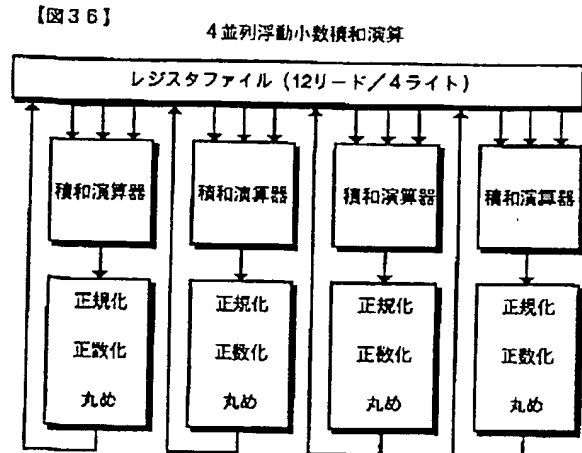 【図36】
4並列浮動小数積和演算
レジスタファイル(12リード/4ライト)
積和演算器 積和演算器 積和演算器 積和演算器
正規化 正規化 正規化 正規化
正数化 正数化 正数化 正数化
丸め 丸め 丸め 丸め